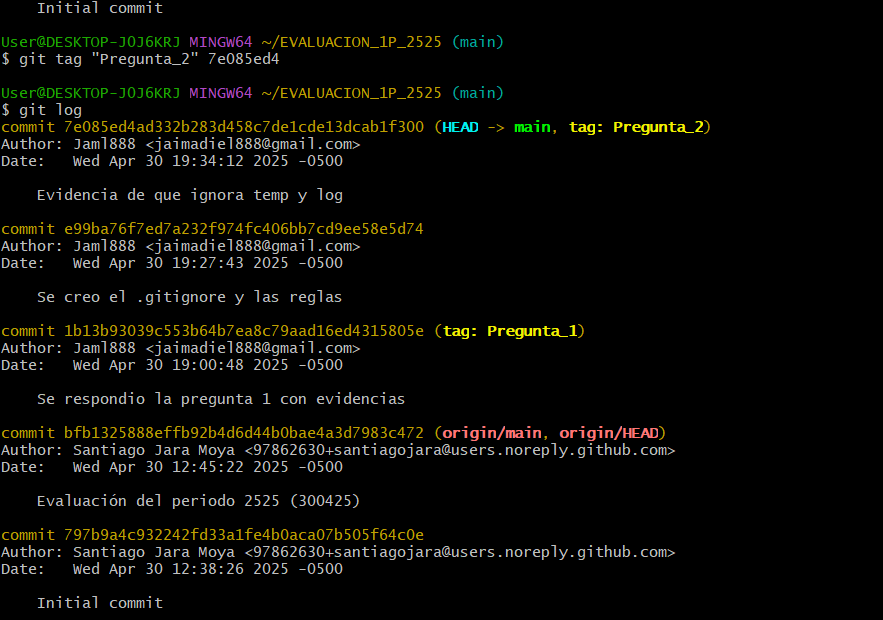 Initial commit
User@DESKTOP-J0J6KRJ MINGW64 ~/EVALUACION_1P_2525 (main)
$ git tag "Pregunta_2" 7e085ed4
User@DESKTOP-J0J6KRJ MINGW64 ~/EVALUACION_1P_2525 (main)
$ git log
commit 7e085ed4ad332b283d458c7de1cde13dcab1f300 (HEAD -> main, tag: Pregunta_2)
Author: Jaml888 <jaimadiel888@gmail.com>
Date:   Wed Apr 30 19:34:12 2025 -0500
Evidencia de que ignora temp y log
commit e99ba76f7ed7a232f974fc406bb7cd9ee58e5d74
Author: Jaml888 <jaimadiel888@gmail.com>
Date:   Wed Apr 30 19:27:43 2025 -0500
Se creo el .gitignore y las reglas
commit 1b13b93039c553b64b7ea8c79aad16ed4315805e (tag: Pregunta_1)
Author: Jaml888 <jaimadiel888@gmail.com>
Date:   Wed Apr 30 19:00:48 2025 -0500
Se respondio la pregunta 1 con evidencias
commit bfb1325888effb92b4d6d44b0bae4a3d7983c472 (origin/main, origin/HEAD)
Author: Santiago Jara Moya <97862630+santiagojara@users.noreply.github.com>
Date:   Wed Apr 30 12:45:22 2025 -0500
Evaluación del periodo 2525 (300425)
commit 797b9a4c932242fd33a1fe4b0aca07b505f64c0e
Author: Santiago Jara Moya <97862630+santiagojara@users.noreply.github.com>
Date:   Wed Apr 30 12:38:26 2025 -0500
Initial commit